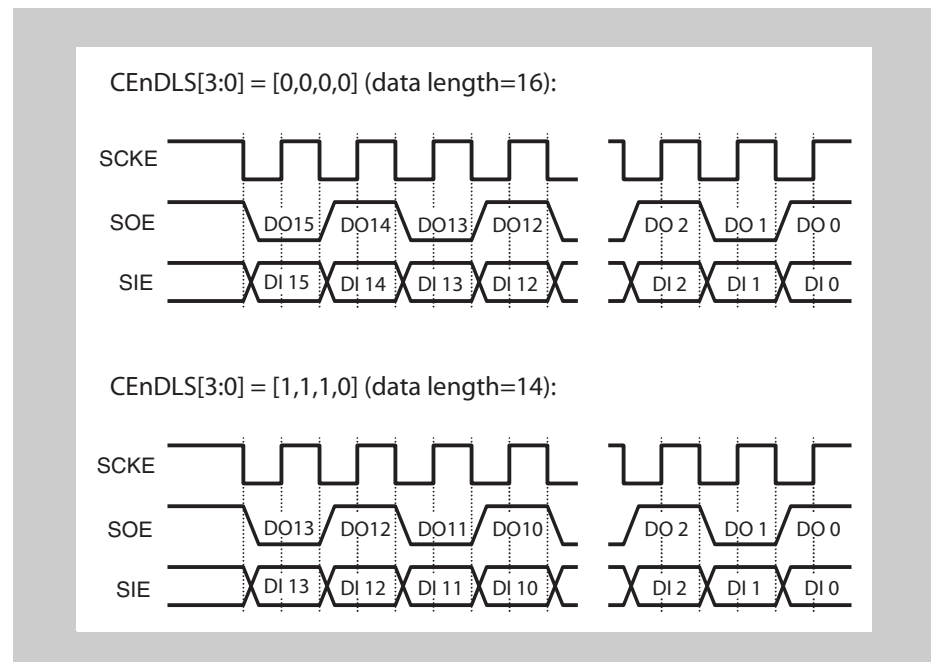 CEnDLS[3:0] = [0,0,0,0] (data length=16):
SCKE
SOE DO15 DO14 DO13 DO12 DO 2 DO 1 DO 0
SIE DI 15 DI 14 DI 13 DI 12 DI 2 DI 1 DI 0
CEnDLS[3:0] = [1,1,1,0] (data length=14):
SCKE
SOE DO13 DO12 DO11 DO10 DO 2 DO 1 DO 0
SIE DI 13 DI 12 DI 11 DI 10 DI 2 DI 1 DI 0